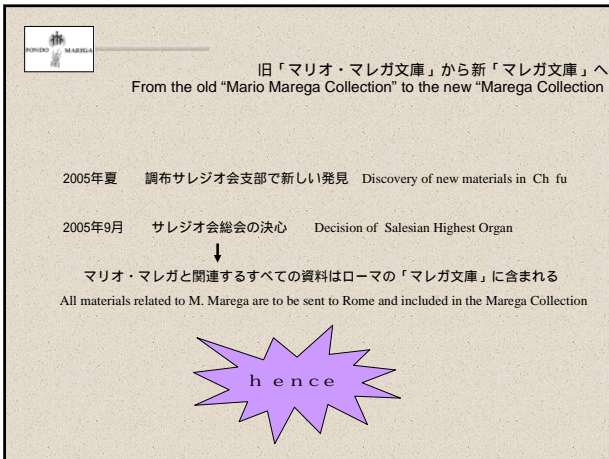 FONDO MAREGA
旧「マリオ・マレガ文庫」から新「マレガ文庫」へ
From the old “Mario Marega Collection” to the new “Marega Collection
2005年夏 調布サレジオ会支部で新しい発見 Discovery of new materials in Ch fu
2005年9月 サレジオ会総会の決心 Decision of Salesian Highest Organ
マリオ・マレガと関連するすべての資料はローマの「マレガ文庫」に含まれる
All materials related to M. Marega are to be sent to Rome and included in the Marega Collection
ｈｅｎｃｅ